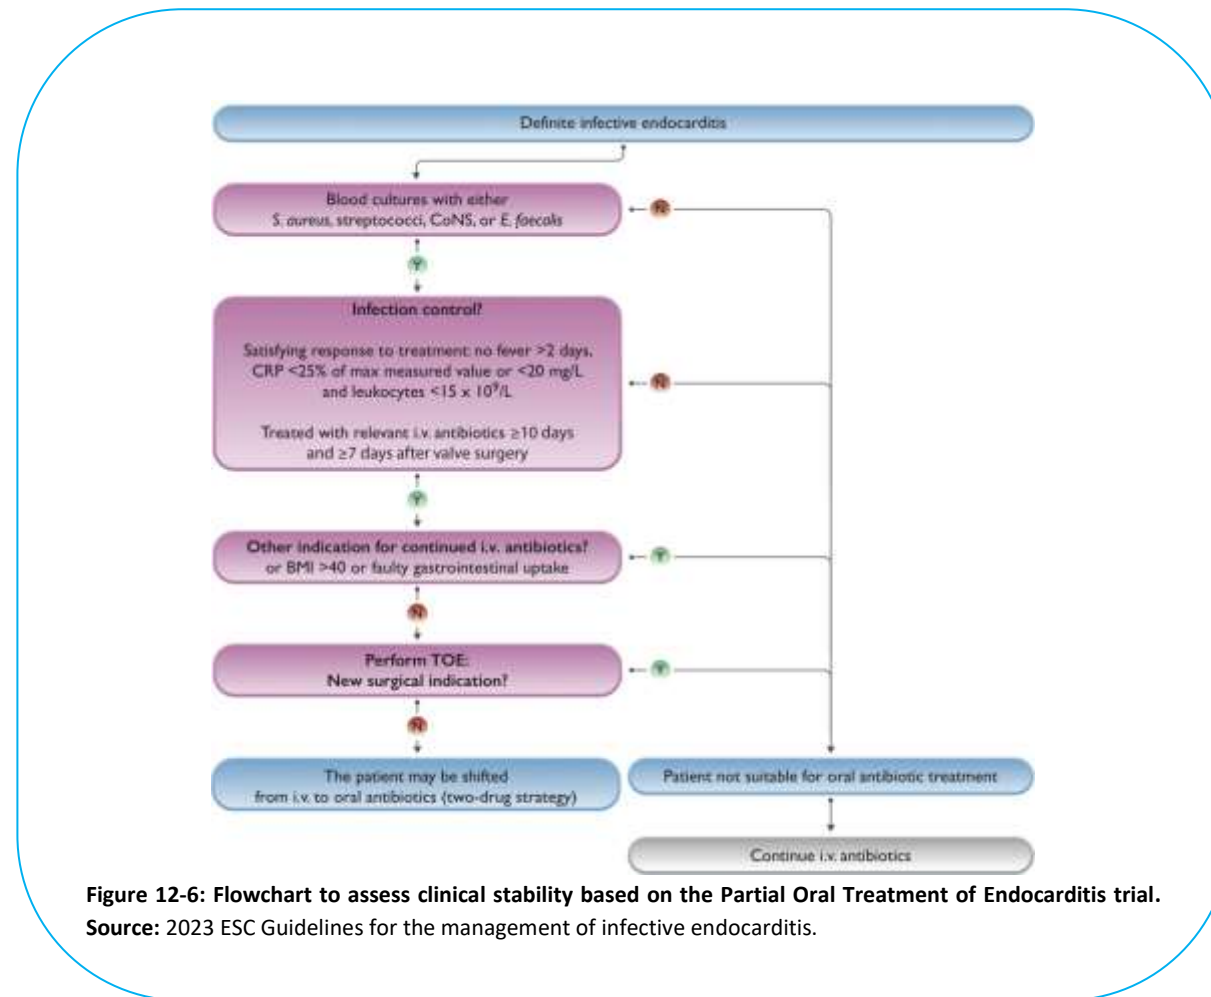 Definite infective endocarditis
Blood cultures with either
S. aureus, streptococci, CoNS, or E. faecalis
N
Y
Infection control?
Satisfying response to treatment: no fever >2 days,
CRP <25% of max measured value or <20 mg/L
and leukocytes <15 x 10⁹/L
Treated with relevant i.v. antibiotics ≥10 days
and ≥7 days after valve surgery
N
Y
Other indication for continued i.v. antibiotics?
or BMI >40 or faulty gastrointestinal uptake
Y
N
Perform TOE:
New surgical indication?
Y
N
The patient may be shifted
from i.v. to oral antibiotics (two-drug strategy)
Patient not suitable for oral antibiotic treatment
Continue i.v. antibiotics
Figure 12-6: Flowchart to assess clinical stability based on the Partial Oral Treatment of Endocarditis trial.
Source: 2023 ESC Guidelines for the management of infective endocarditis.